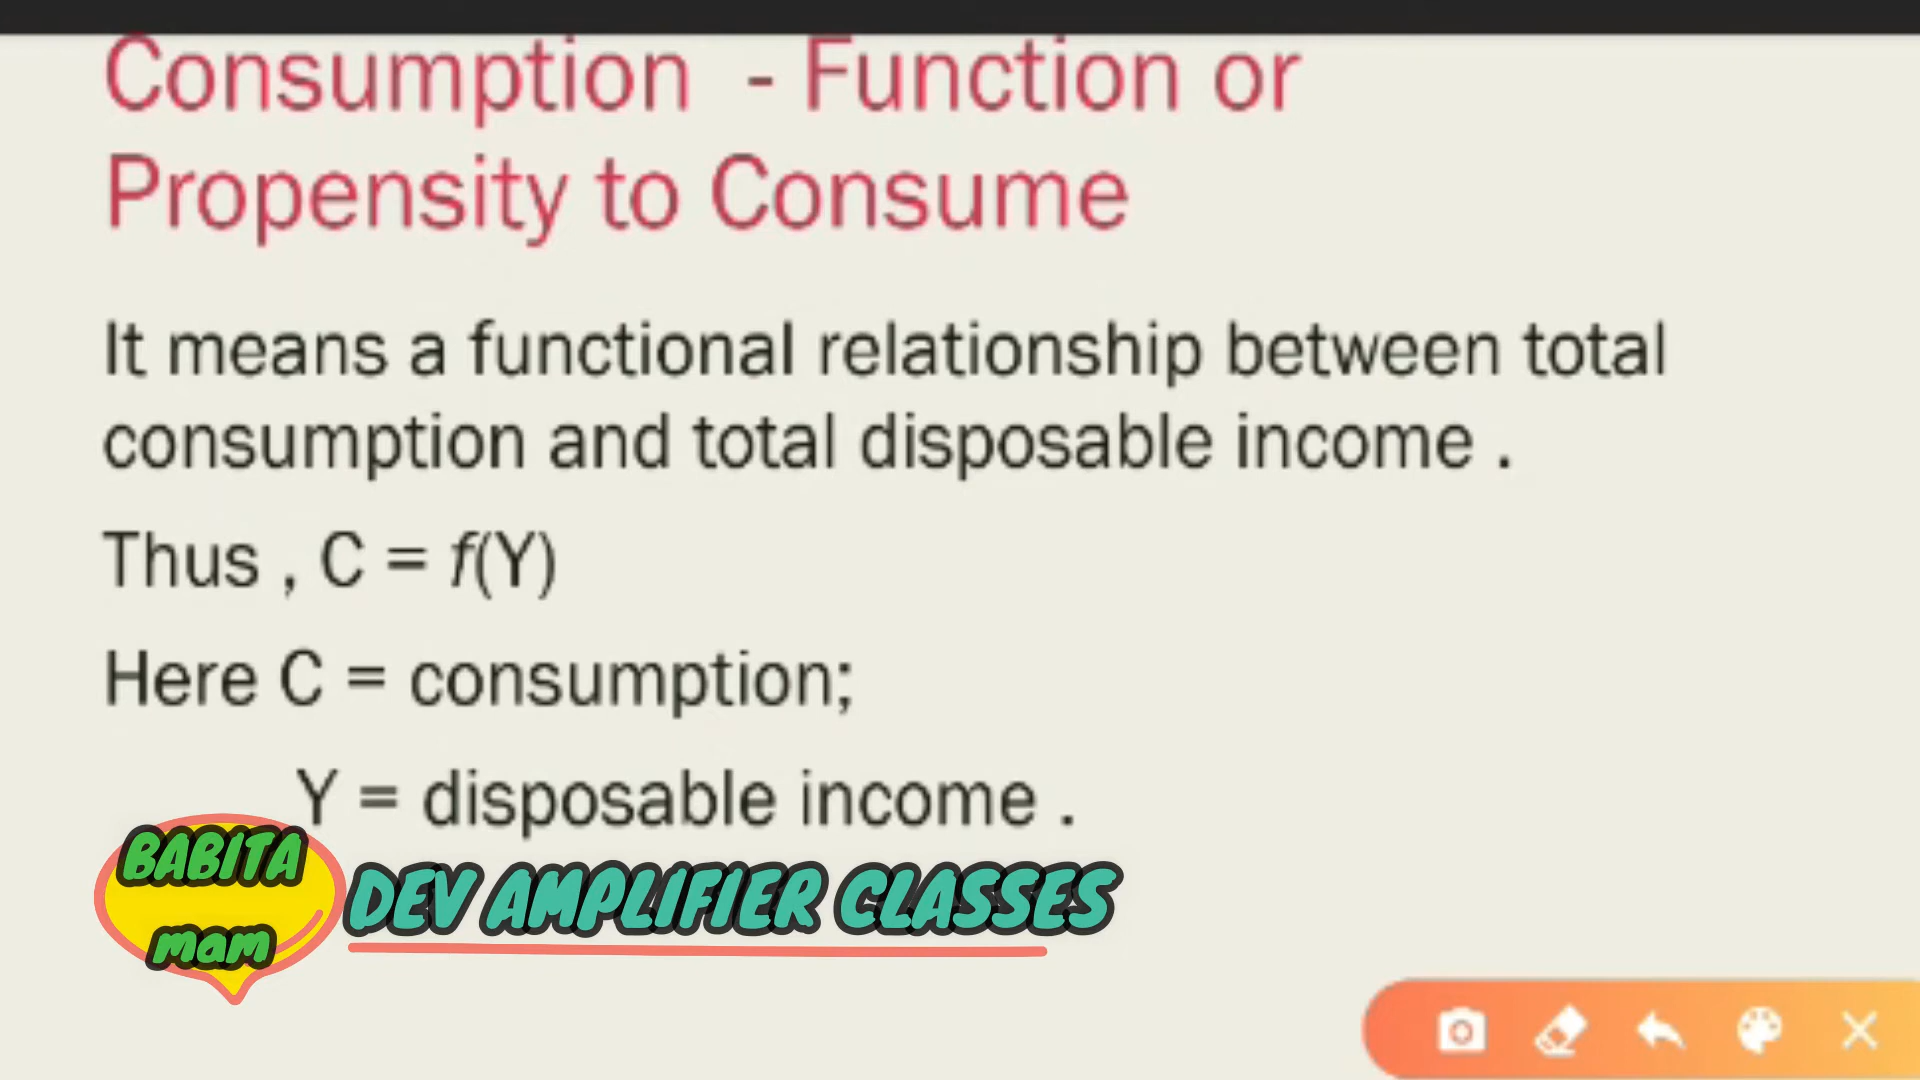 Consumption - Function or
Propensity to Consume
It means a functional relationship between total
consumption and total disposable income .
Thus , C = f(Y)
Here C = consumption;
Y = disposable income .
BABITA
mam
DEV AMPLIFIER CLASSES